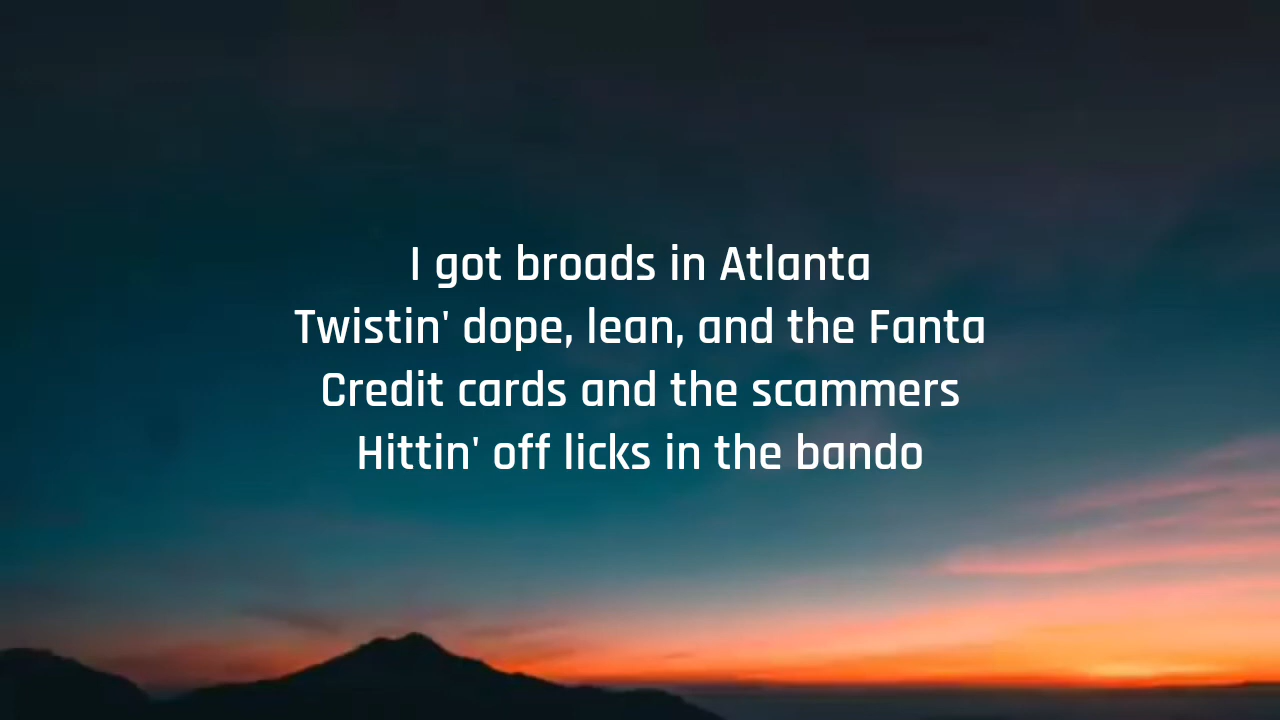 I got broads in Atlanta
Twistin' dope, lean, and the Fanta
Credit cards and the scammers
Hittin' off licks in the bando